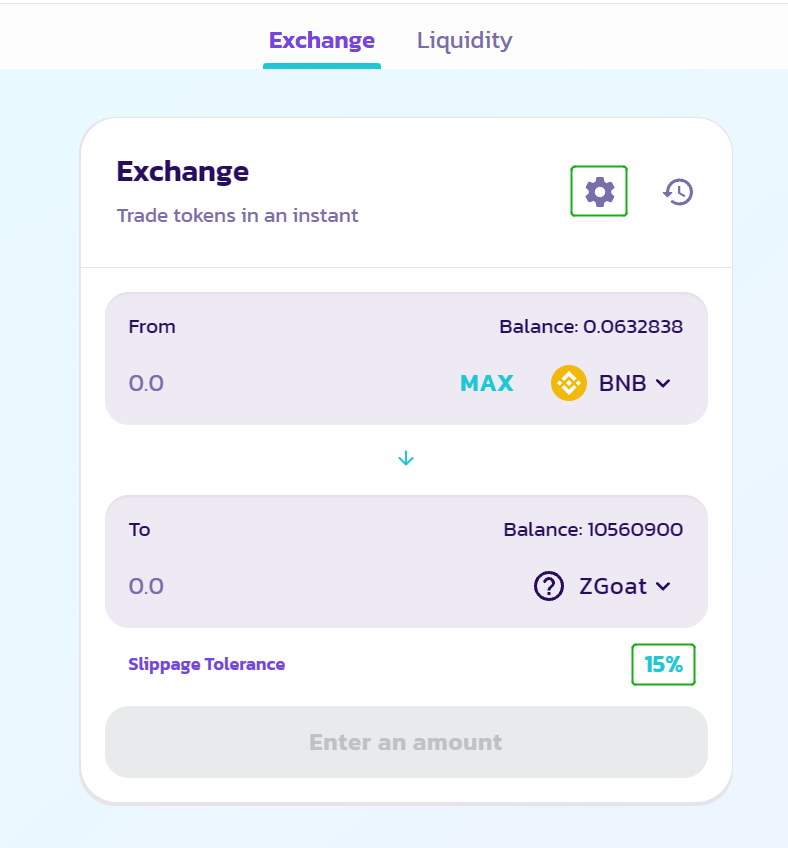 Exchange Liquidity
Exchange
Trade tokens in an instant
From Balance: 0.0632838
0.0 MAX BNB
To Balance: 10560900
0.0 ZGoat
Slippage Tolerance 15%
Enter an amount